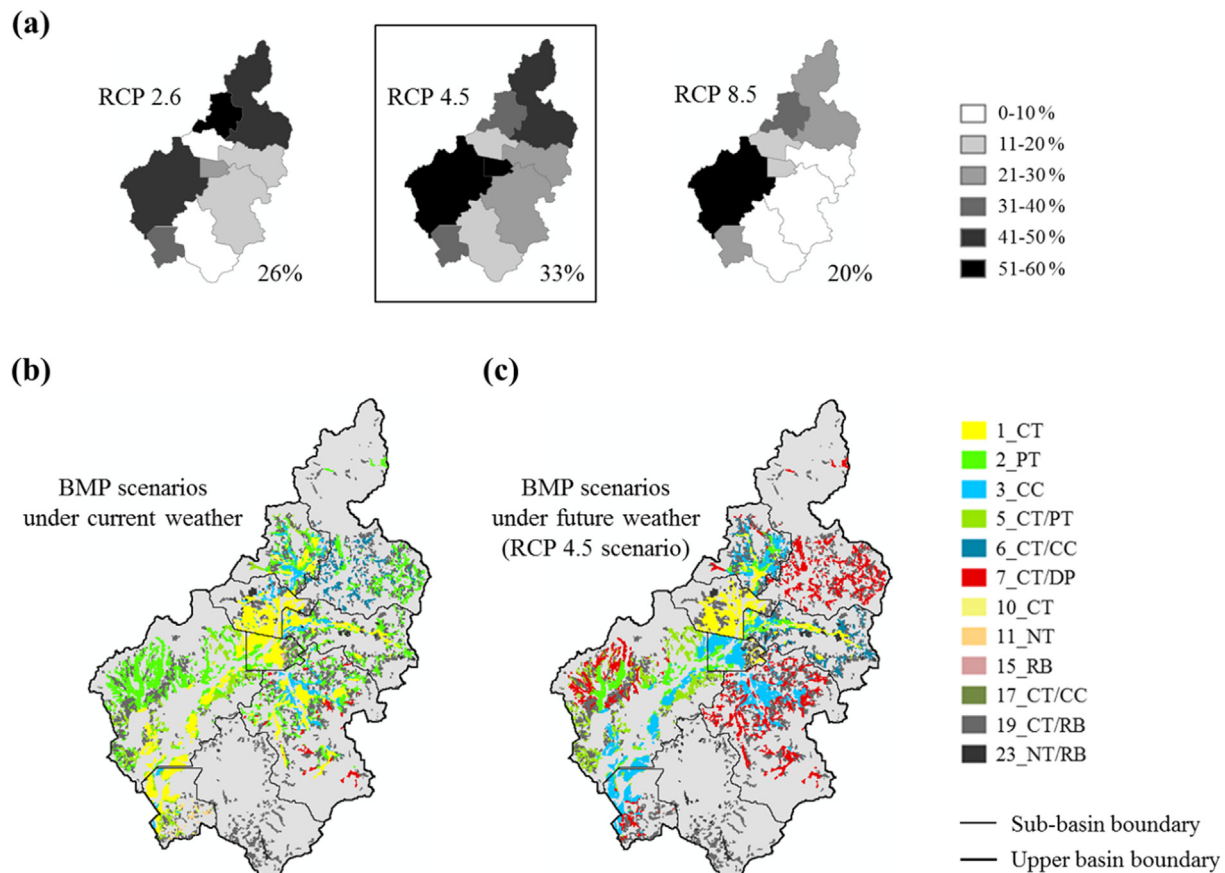 (a)
RCP 2.6
26%
RCP 4.5
33%
RCP 8.5
20%
0-10 %
11-20 %
21-30 %
31-40 %
41-50 %
51-60 %
(b)
BMP scenarios
under current weather
(c)
BMP scenarios
under future weather
(RCP 4.5 scenario)
1_CT
2_PT
3_CC
5_CT/PT
6_CT/CC
7_CT/DP
10_CT
11_NT
15_RB
17_CT/CC
19_CT/RB
23_NT/RB
Sub-basin boundary
Upper basin boundary